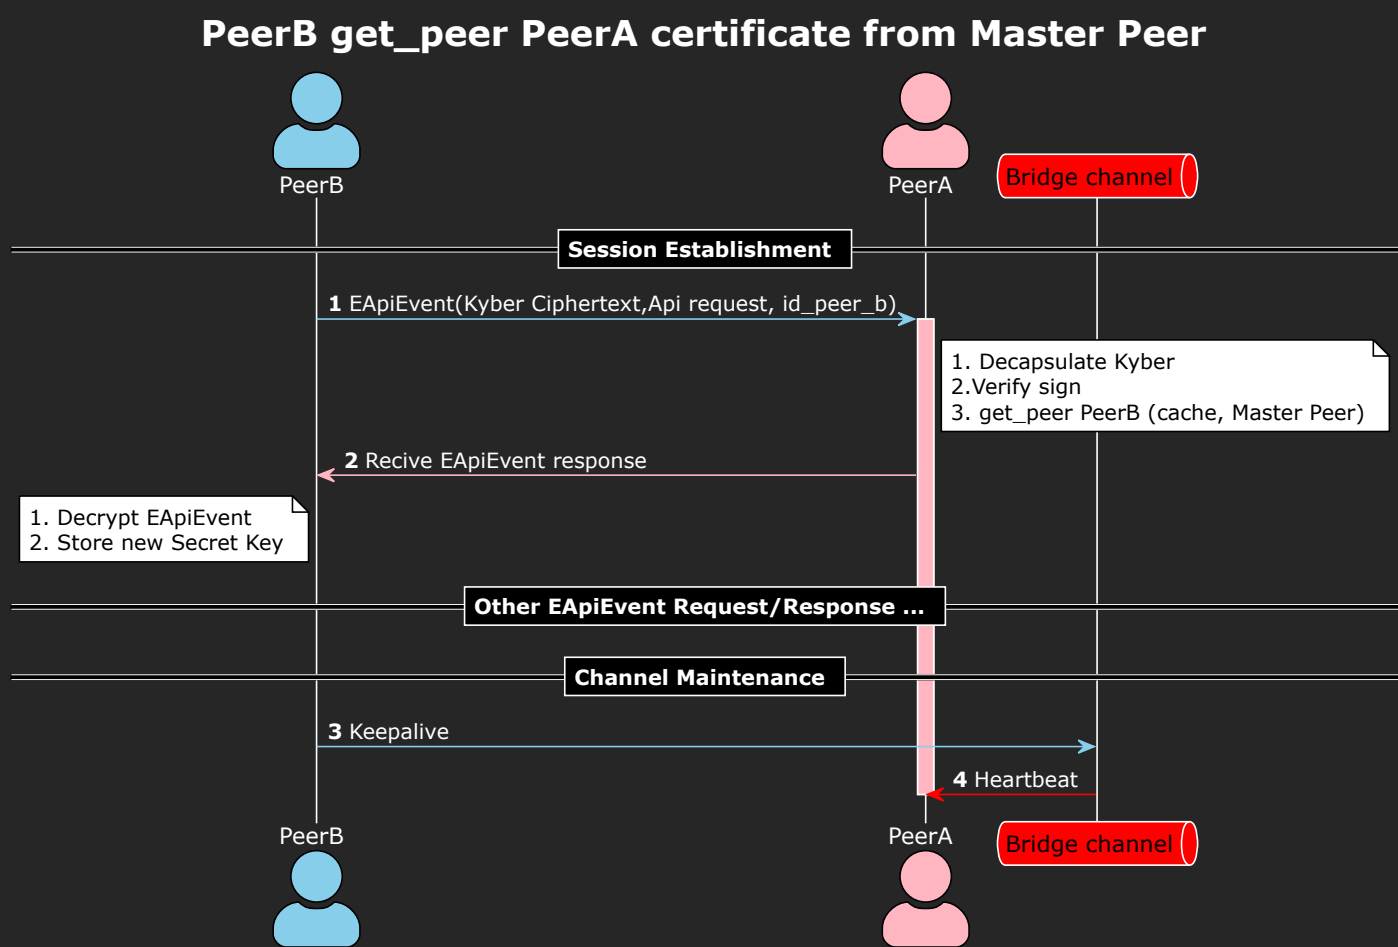 PeerB get_peer PeerA certificate from Master Peer
PeerB
PeerA
Bridge channel
Session Establishment
1 EApiEvent(Kyber Ciphertext,Api request, id_peer_b)
1. Decapsulate Kyber
2.Verify sign
3. get_peer PeerB (cache, Master Peer)
2 Recive EApiEvent response
1. Decrypt EApiEvent
2. Store new Secret Key
Other EApiEvent Request/Response ...
Channel Maintenance
3 Keepalive
4 Heartbeat
PeerB
PeerA
Bridge channel